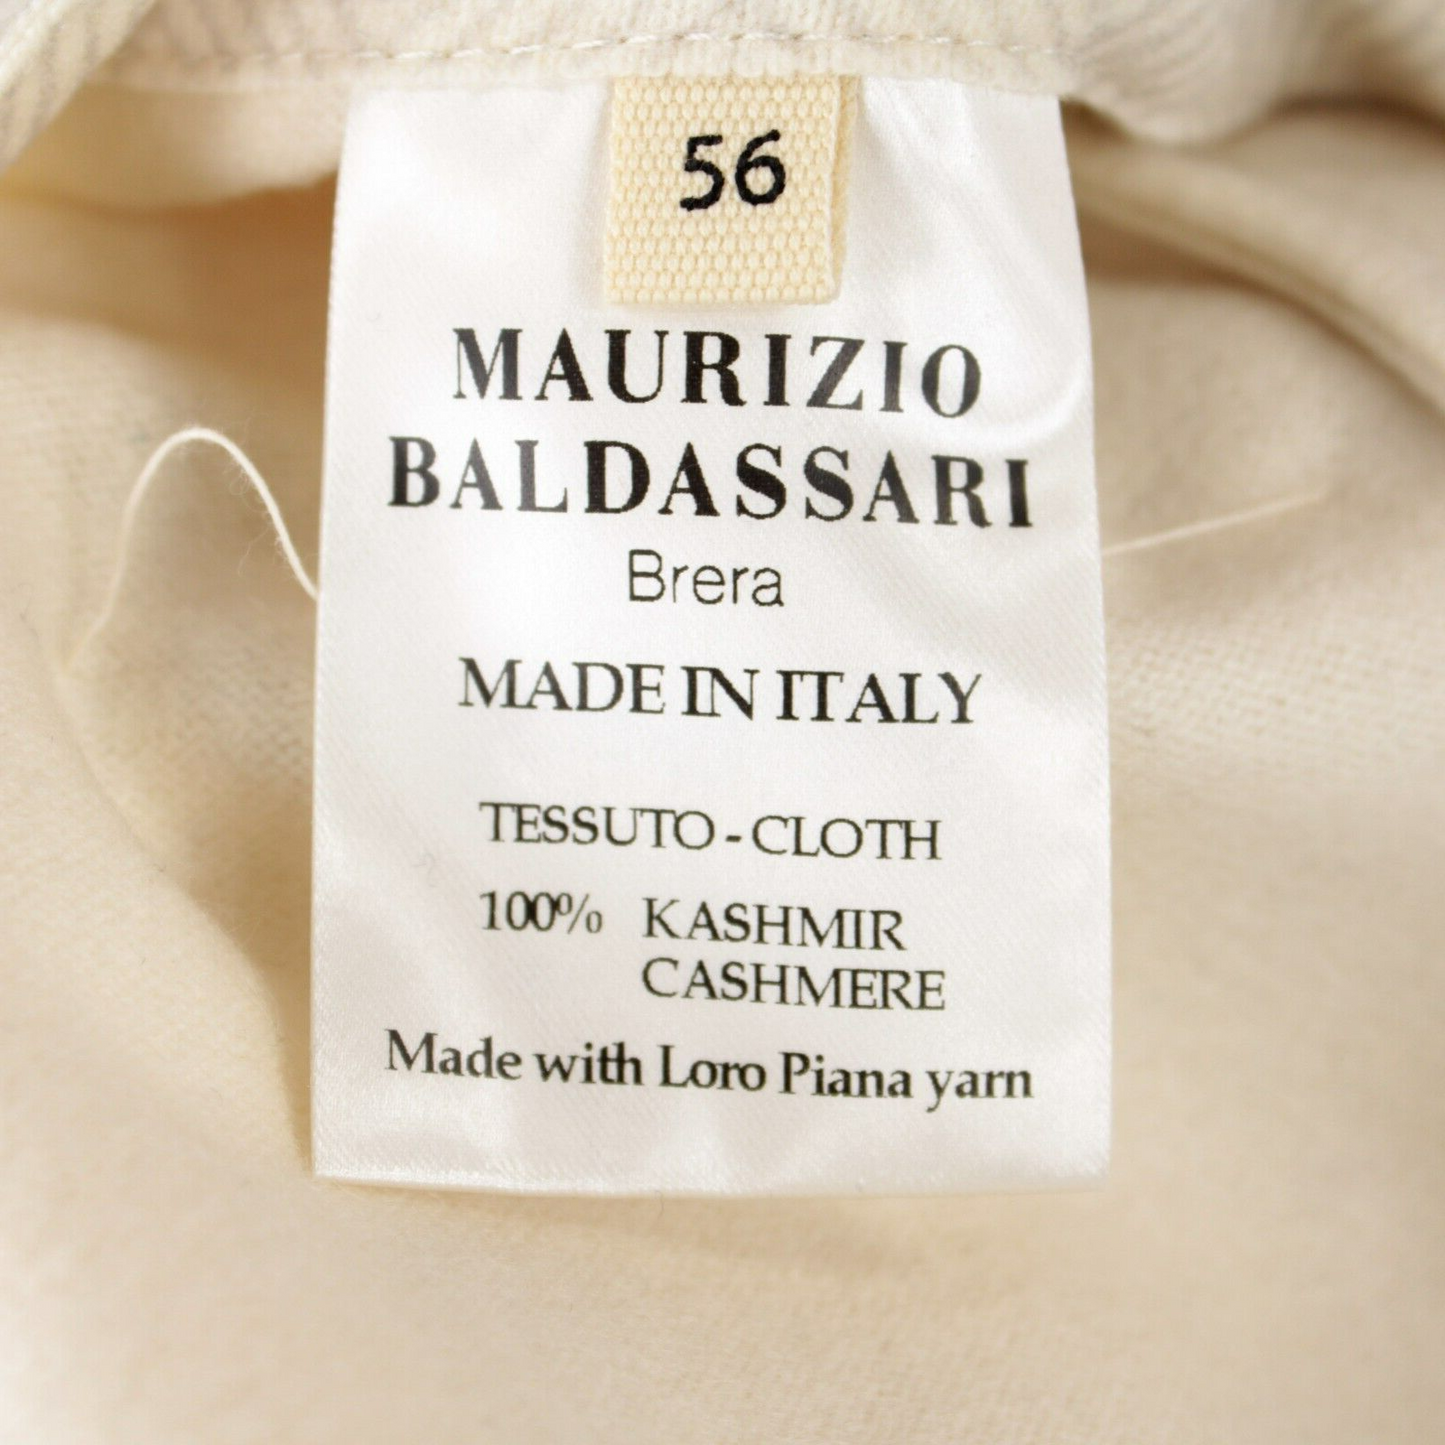 56
MAURIZIO
BALDASSARI
Brera
MADE IN ITALY
TESSUTO - CLOTH
100% KASHMIR
CASHMERE
Made with Loro Piana yarn